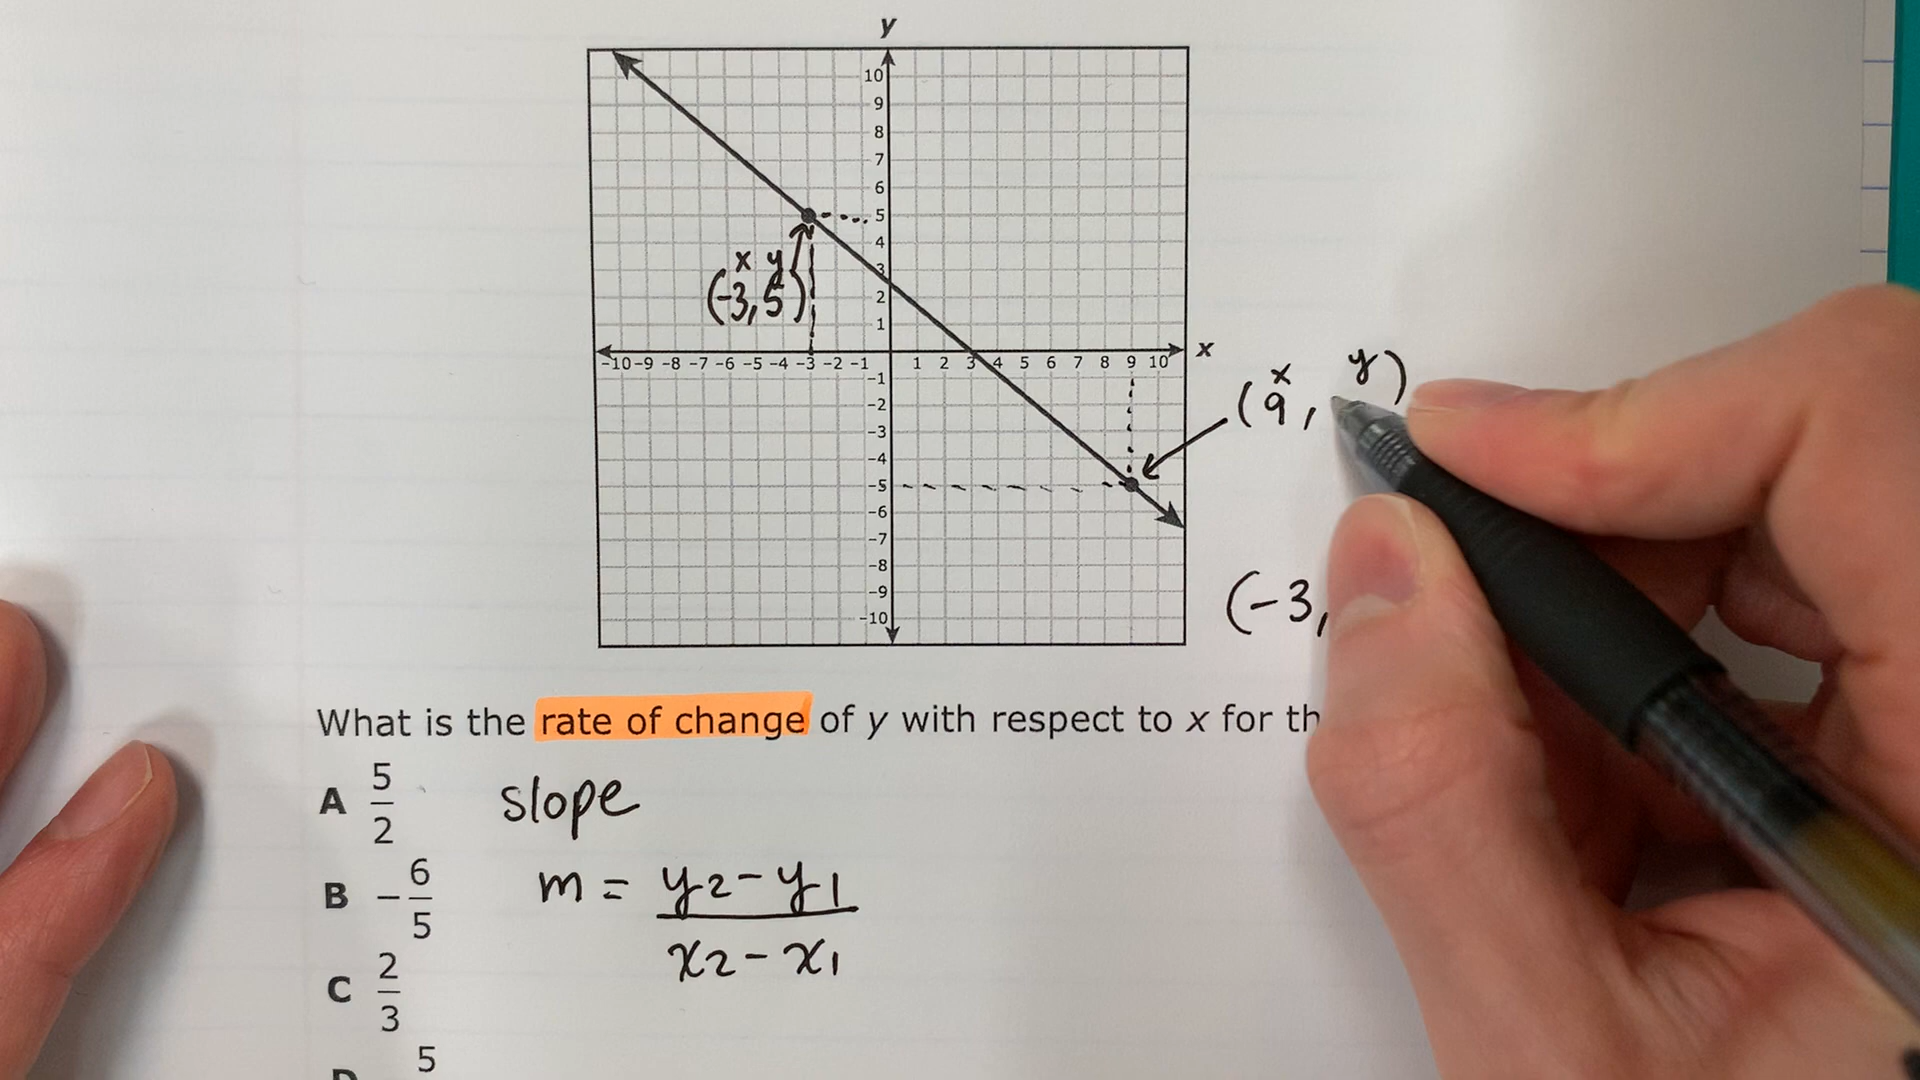 y
10
9
8
7
6
5
4
3
2
1
x y
(-3, 5)
-10 -9 -8 -7 -6 -5 -4 -3 -2 -1 1 2 3 4 5 6 7 8 9 10 x
-1
-2
-3
-4
-5
-6
-7
-8
-9
-10
x y
(9, )
(-3,
What is the rate of change of y with respect to x for th
A 5/2
slope
B -6/5
m = y2-y1 / x2-x1
C 2/3
D 5